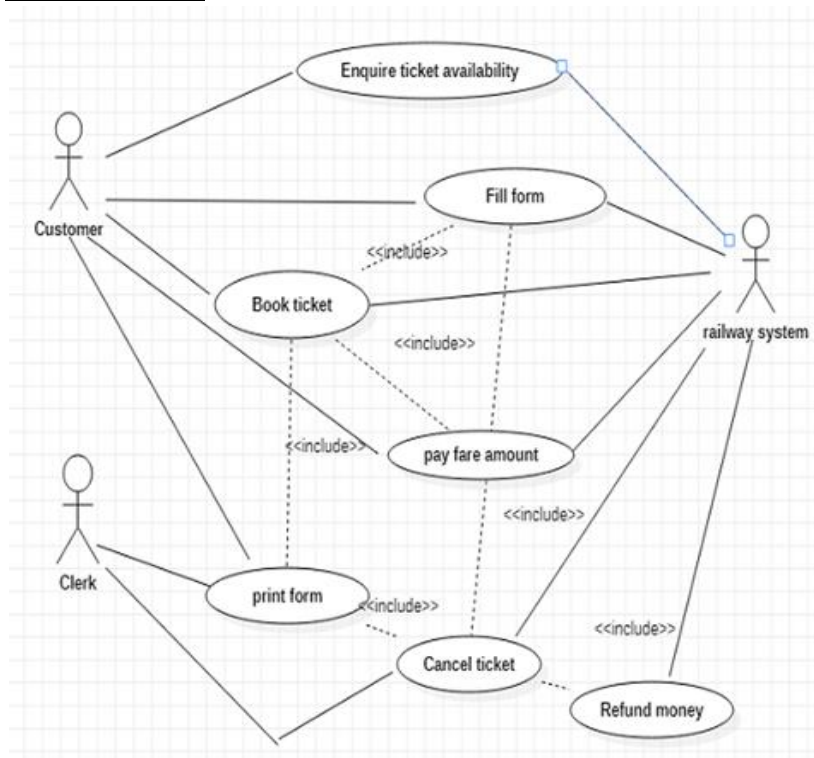 Enquire ticket availability
Fill form
Customer
<<include>>
Book ticket
railway system
<<include>>
<<include>>
pay fare amount
<<include>>
Clerk
print form
<<include>>
<<include>>
Cancel ticket
Refund money